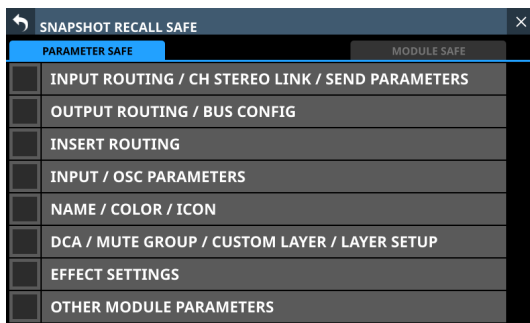 SNAPSHOT RECALL SAFE
PARAMETER SAFE
MODULE SAFE
INPUT ROUTING / CH STEREO LINK / SEND PARAMETERS
OUTPUT ROUTING / BUS CONFIG
INSERT ROUTING
INPUT / OSC PARAMETERS
NAME / COLOR / ICON
DCA / MUTE GROUP / CUSTOM LAYER / LAYER SETUP
EFFECT SETTINGS
OTHER MODULE PARAMETERS